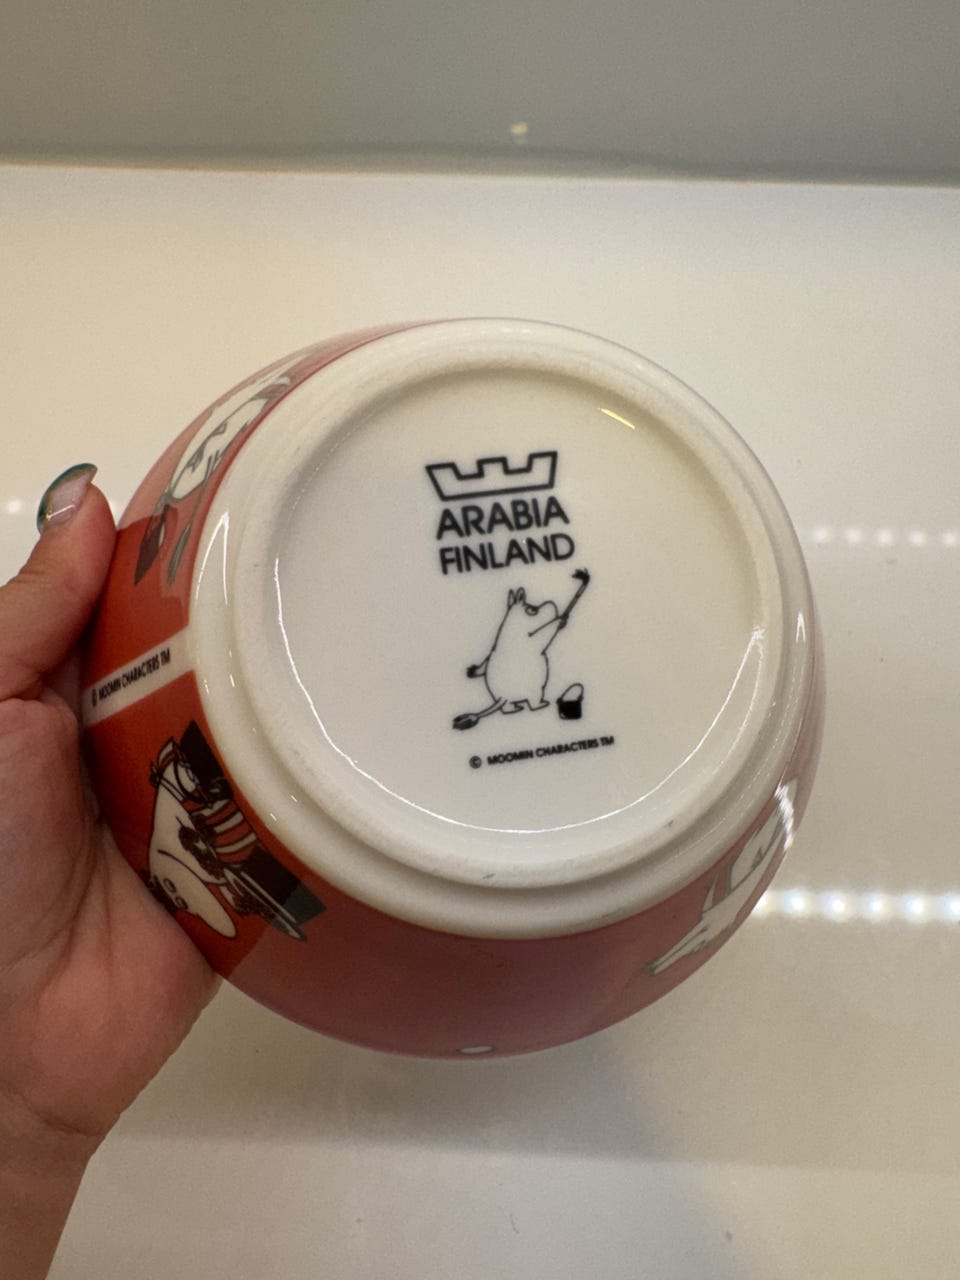 ARABIA
FINLAND
© MOOMIN CHARACTERS TM
© MOOMIN CHARACTERS TM